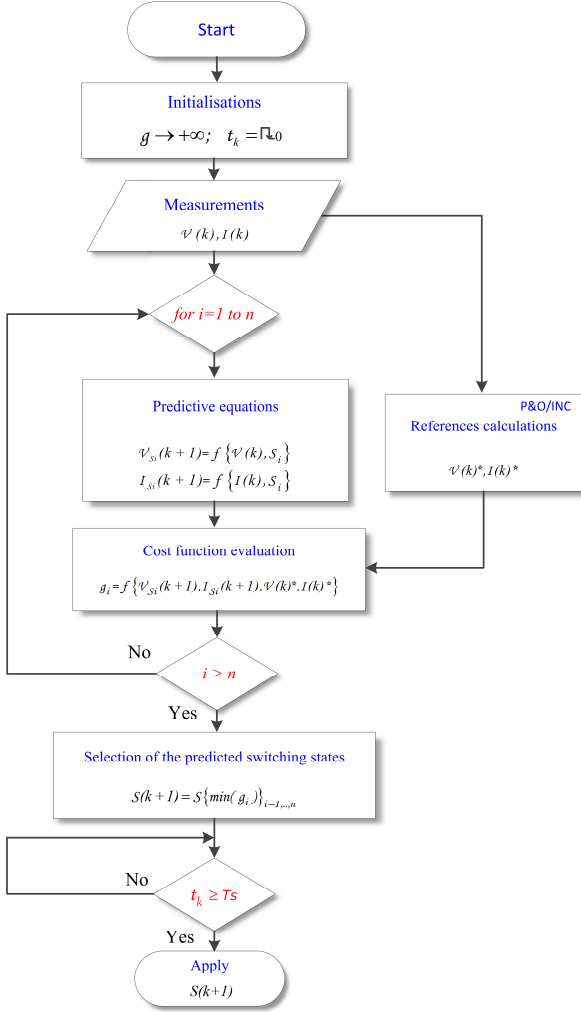 Start
Initialisations
g → +∞; t_k = 0
Measurements
V(k), I(k)
for i=1 to n
Predictive equations
V_Si(k+1)= f {V(k), S_i}
I_Si(k+1)= f {I(k), S_i}
P&O/INC
References calculations
V(k)*, I(k)*
Cost function evaluation
g_i = f {V_Si(k+1), I_Si(k+1), V(k)*, I(k)*}
No
i > n
Yes
Selection of the predicted switching states
S(k+1) = S{min(g_i)}_i–1,..,n
No
t_k ≥ Ts
Yes
Apply
S(k+1)